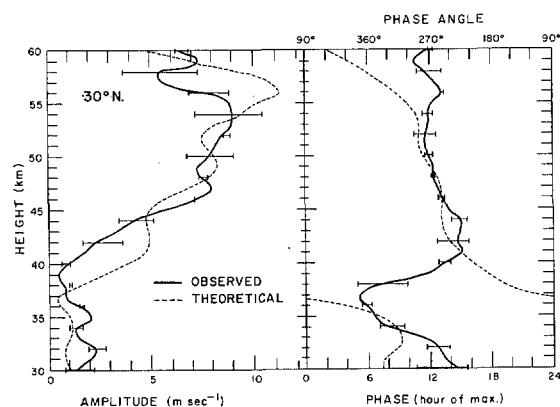 PHASE ANGLE
90° 360° 270° 180° 90°
60
55
50
45
40
35
30
HEIGHT (km)
30°N.
OBSERVED
THEORETICAL
0 5 10
0 6 12 18 24
AMPLITUDE (m sec⁻¹)
PHASE (hour of max.)